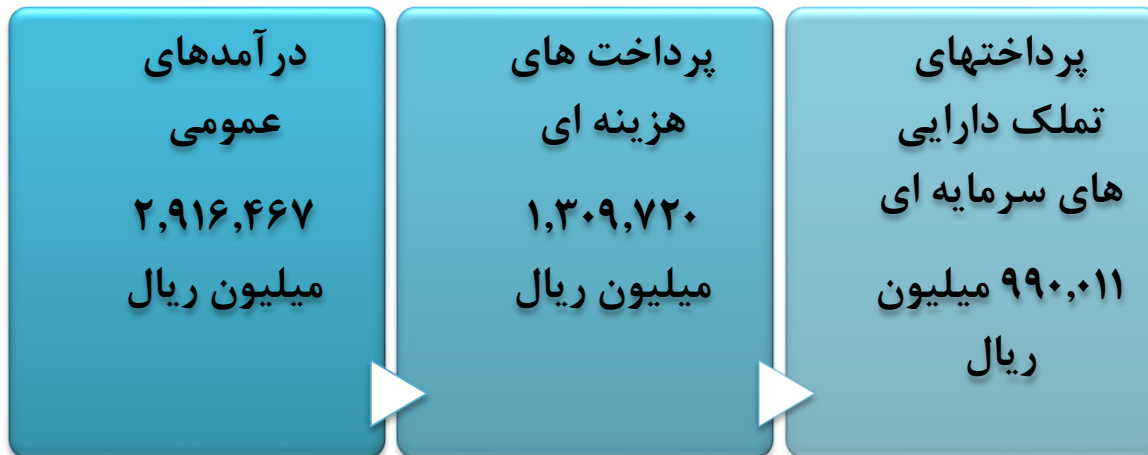 درآمدهای
عمومی
۲,۹۱۶,۴۶۷
میلیون ریال
پرداخت های
هزینه ای
۱,۳۰۹,۷۲۰
میلیون ریال
پرداختهای
تملک دارایی
های سرمایه ای
۹۹۰,۰۱۱ میلیون
ریال